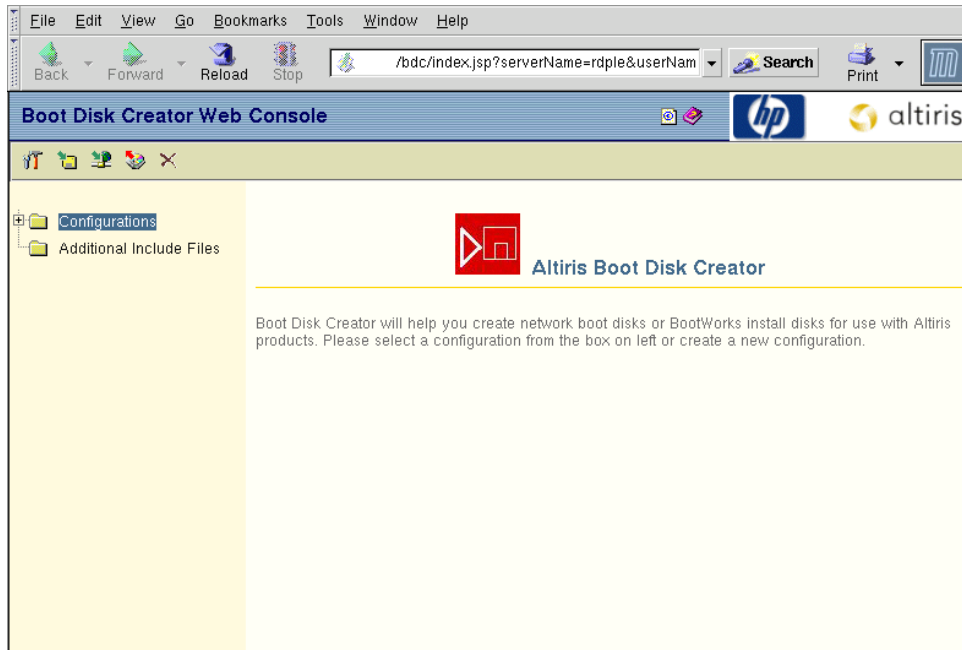 File Edit View Go Bookmarks Tools Window Help
Back Forward Reload Stop /bdc/index.jsp?serverName=rdple&userNam Search Print
Boot Disk Creator Web Console hp altiris
Configurations
Additional Include Files
Altiris Boot Disk Creator
Boot Disk Creator will help you create network boot disks or BootWorks install disks for use with Altiris
products. Please select a configuration from the box on left or create a new configuration.